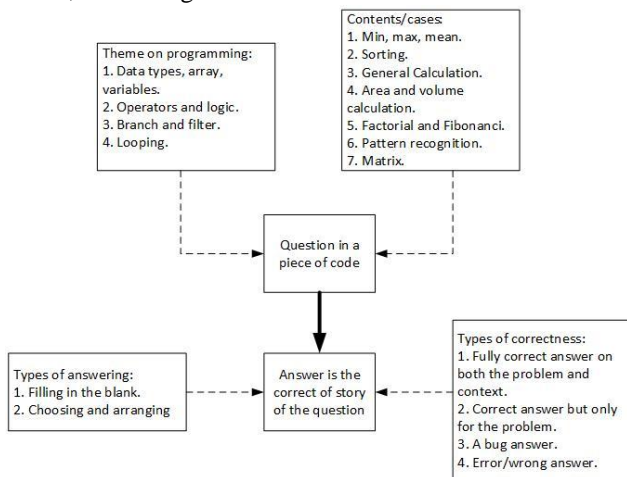 Theme on programming:
1. Data types, array,
variables.
2. Operators and logic.
3. Branch and filter.
4. Looping.
Contents/cases:
1. Min, max, mean.
2. Sorting.
3. General Calculation.
4. Area and volume
calculation.
5. Factorial and Fibonanci.
6. Pattern recognition.
7. Matrix.
Question in a
piece of code
Types of answering:
1. Filling in the blank.
2. Choosing and arranging
Answer is the
correct of story
of the question
Types of correctness:
1. Fully correct answer on
both the problem and
context.
2. Correct answer but only
for the problem.
3. A bug answer.
4. Error/wrong answer.